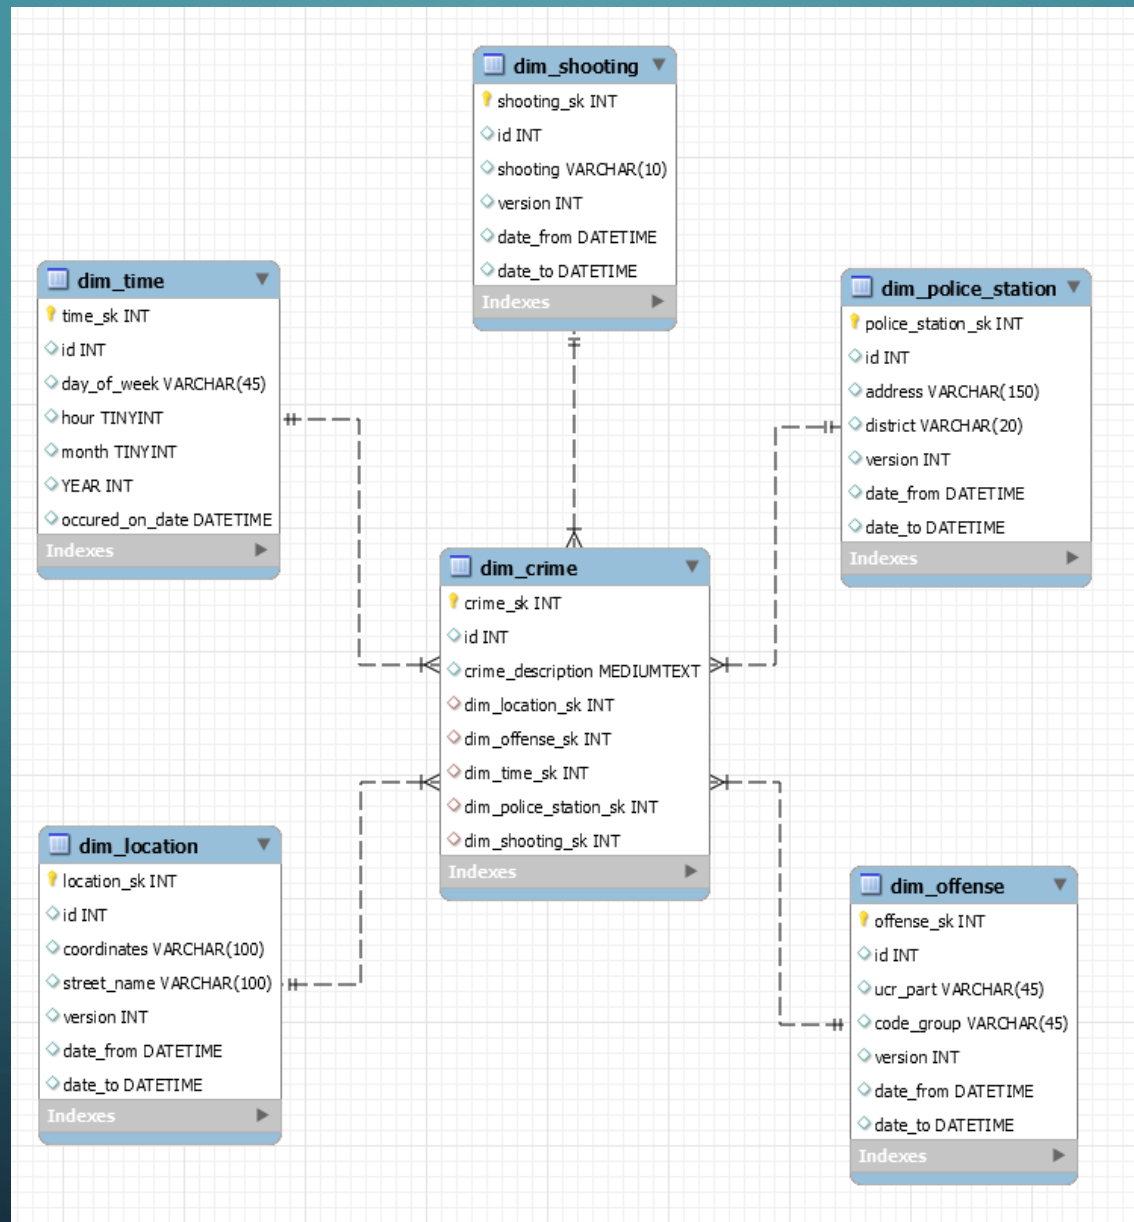 dim_shooting
shooting_sk INT
id INT
shooting VARCHAR(10)
version INT
date_from DATETIME
date_to DATETIME
Indexes
dim_time
time_sk INT
id INT
day_of_week VARCHAR(45)
hour TINYINT
month TINYINT
YEAR INT
occured_on_date DATETIME
Indexes
dim_police_station
police_station_sk INT
id INT
address VARCHAR(150)
district VARCHAR(20)
version INT
date_from DATETIME
date_to DATETIME
Indexes
dim_crime
crime_sk INT
id INT
crime_description MEDIUMTEXT
dim_location_sk INT
dim_offense_sk INT
dim_time_sk INT
dim_police_station_sk INT
dim_shooting_sk INT
Indexes
dim_location
location_sk INT
id INT
coordinates VARCHAR(100)
street_name VARCHAR(100)
version INT
date_from DATETIME
date_to DATETIME
Indexes
dim_offense
offense_sk INT
id INT
ucr_part VARCHAR(45)
code_group VARCHAR(45)
version INT
date_from DATETIME
date_to DATETIME
Indexes